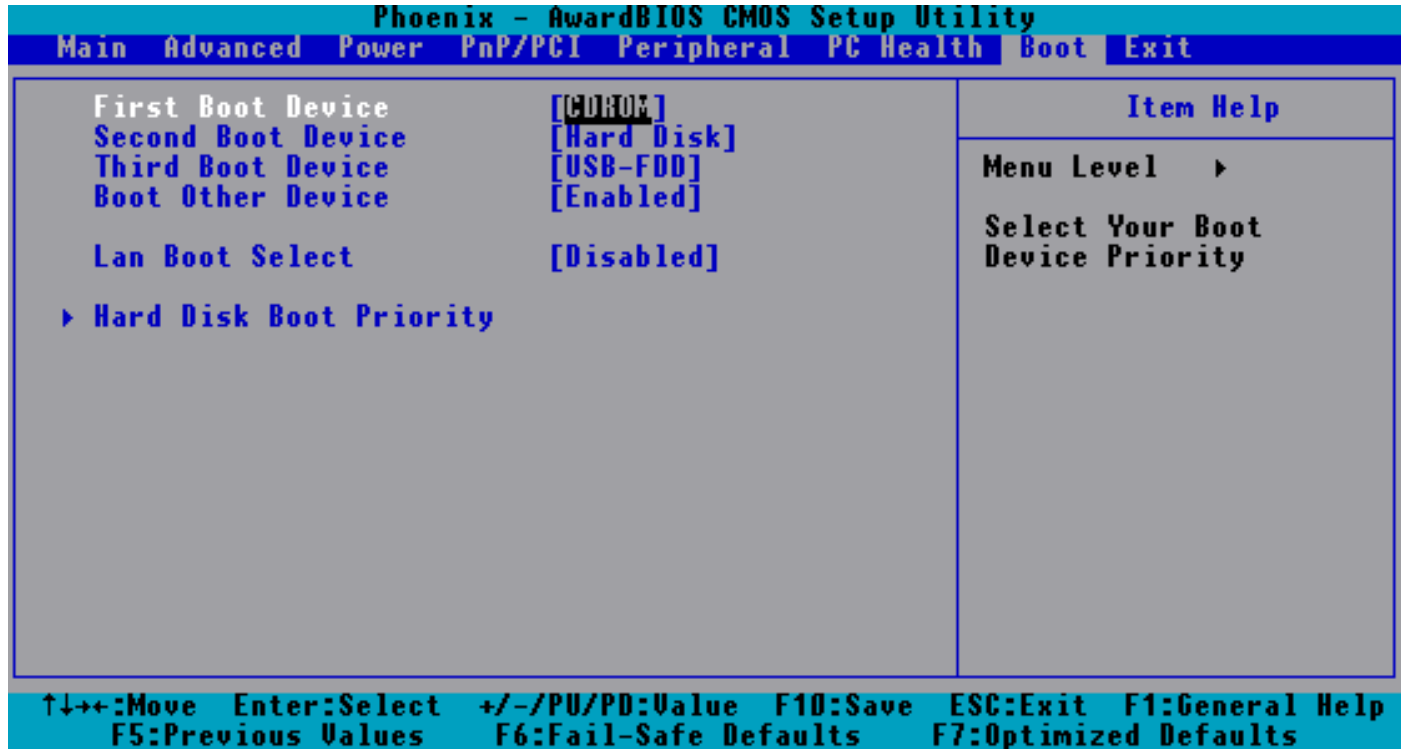 Phoenix - AwardBIOS CMOS Setup Utility
Main Advanced Power PnP/PCI Peripheral PC Health Boot Exit
First Boot Device [CDROM]
Second Boot Device [Hard Disk]
Third Boot Device [USB-FDD]
Boot Other Device [Enabled]
Lan Boot Select [Disabled]
▸ Hard Disk Boot Priority
Item Help
Menu Level ▸
Select Your Boot
Device Priority
↑↓→←:Move Enter:Select +/-/PU/PD:Value F10:Save ESC:Exit F1:General Help
F5:Previous Values F6:Fail-Safe Defaults F7:Optimized Defaults